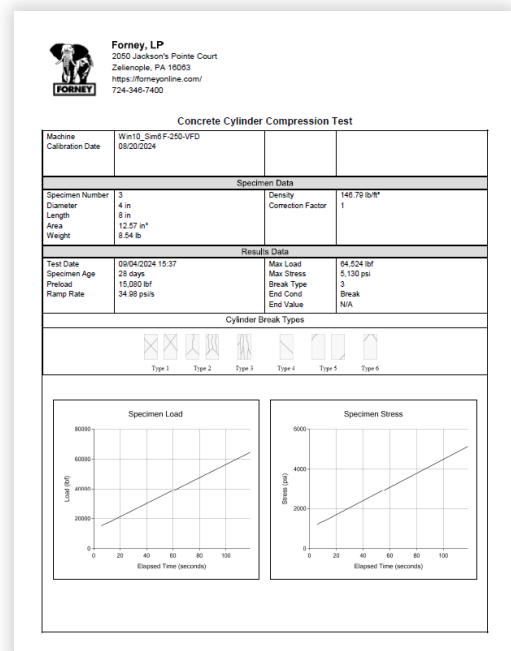 Forney, LP
2050 Jackson's Pointe Court
Zelienople, PA 16063
https://forneyonline.com/
724-346-7400
FORNEY
Concrete Cylinder Compression Test
Machine Win10_Sim6 F-250-VFD
Calibration Date 08/20/2024
Specimen Data
Specimen Number 3 Density 146.79 lb/ft³
Diameter 4 in Correction Factor 1
Length 8 in
Area 12.57 in²
Weight 8.54 lb
Results Data
Test Date 09/04/2024 15:37 Max Load 64,524 lbf
Specimen Age 28 days Max Stress 5,130 psi
Preload 15,080 lbf Break Type 3
Ramp Rate 34.98 psi/s End Cond Break
End Value N/A
Cylinder Break Types
Type 1 Type 2 Type 3 Type 4 Type 5 Type 6
Specimen Load
80000
60000
40000
20000
0
Load (lbf)
0 20 40 60 80 100
Elapsed Time (seconds)
Specimen Stress
6000
4000
2000
0
Stress (psi)
0 20 40 60 80 100
Elapsed Time (seconds)